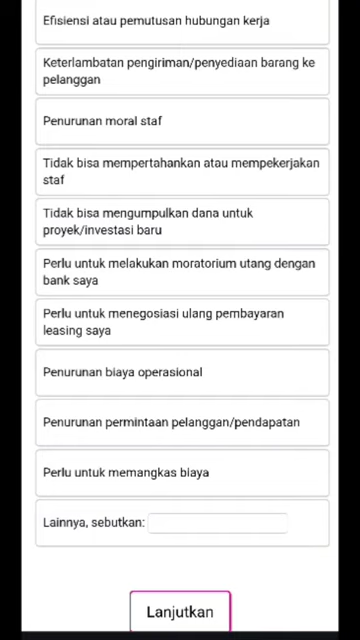 Efisiensi atau pemutusan hubungan kerja
Keterlambatan pengiriman/penyediaan barang ke
pelanggan
Penurunan moral staf
Tidak bisa mempertahankan atau mempekerjakan
staf
Tidak bisa mengumpulkan dana untuk
proyek/investasi baru
Perlu untuk melakukan moratorium utang dengan
bank saya
Perlu untuk menegosiasi ulang pembayaran
leasing saya
Penurunan biaya operasional
Penurunan permintaan pelanggan/pendapatan
Perlu untuk memangkas biaya
Lainnya, sebutkan:
Lanjutkan